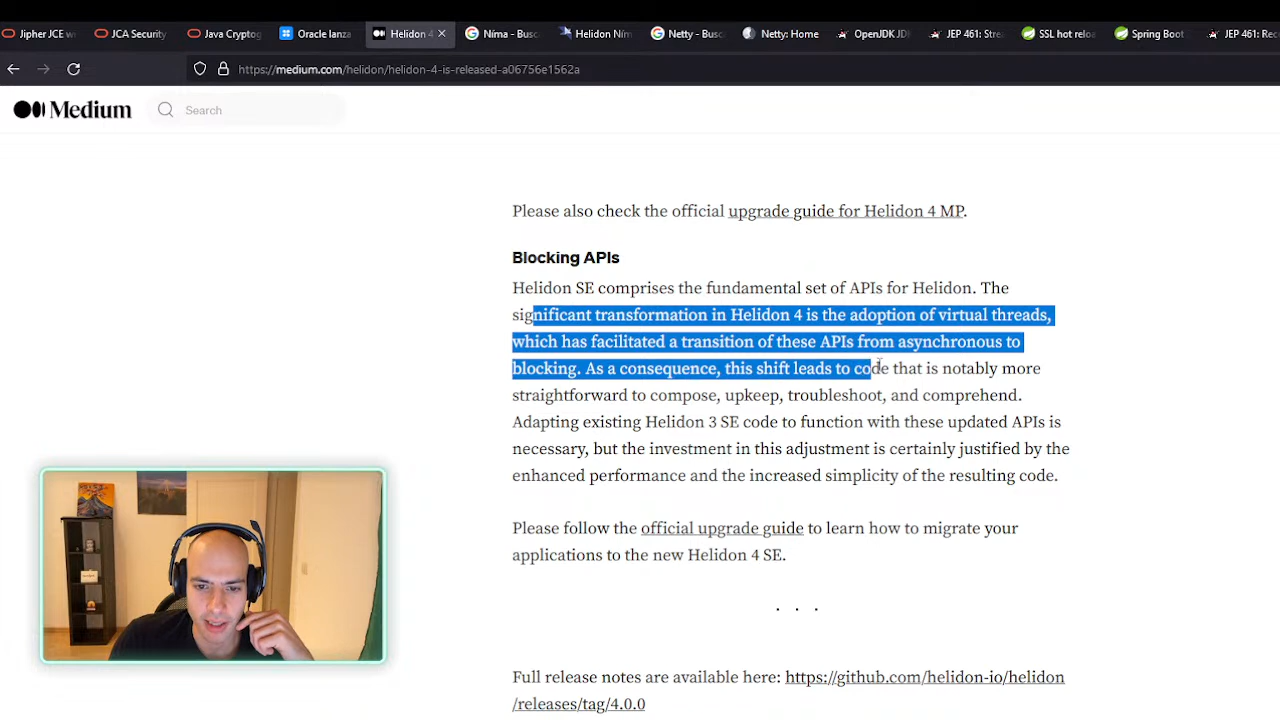 Jipher JCE w
JCA Security
Java Cryptog
Oracle lanza
Helidon 4
Níma - Busc
Helidon Ním
Netty - Busc
Netty: Home
OpenJDK JD
JEP 461: Stre
SSL hot relo
Spring Boot
JEP 461: Rec
https://medium.com/helidon/helidon-4-is-released-a06756e1562a
Medium
Search
Please also check the official upgrade guide for Helidon 4 MP.
Blocking APIs
Helidon SE comprises the fundamental set of APIs for Helidon. The
significant transformation in Helidon 4 is the adoption of virtual threads,
which has facilitated a transition of these APIs from asynchronous to
blocking. As a consequence, this shift leads to code that is notably more
straightforward to compose, upkeep, troubleshoot, and comprehend.
Adapting existing Helidon 3 SE code to function with these updated APIs is
necessary, but the investment in this adjustment is certainly justified by the
enhanced performance and the increased simplicity of the resulting code.
Please follow the official upgrade guide to learn how to migrate your
applications to the new Helidon 4 SE.
. . .
Full release notes are available here: https://github.com/helidon-io/helidon
/releases/tag/4.0.0